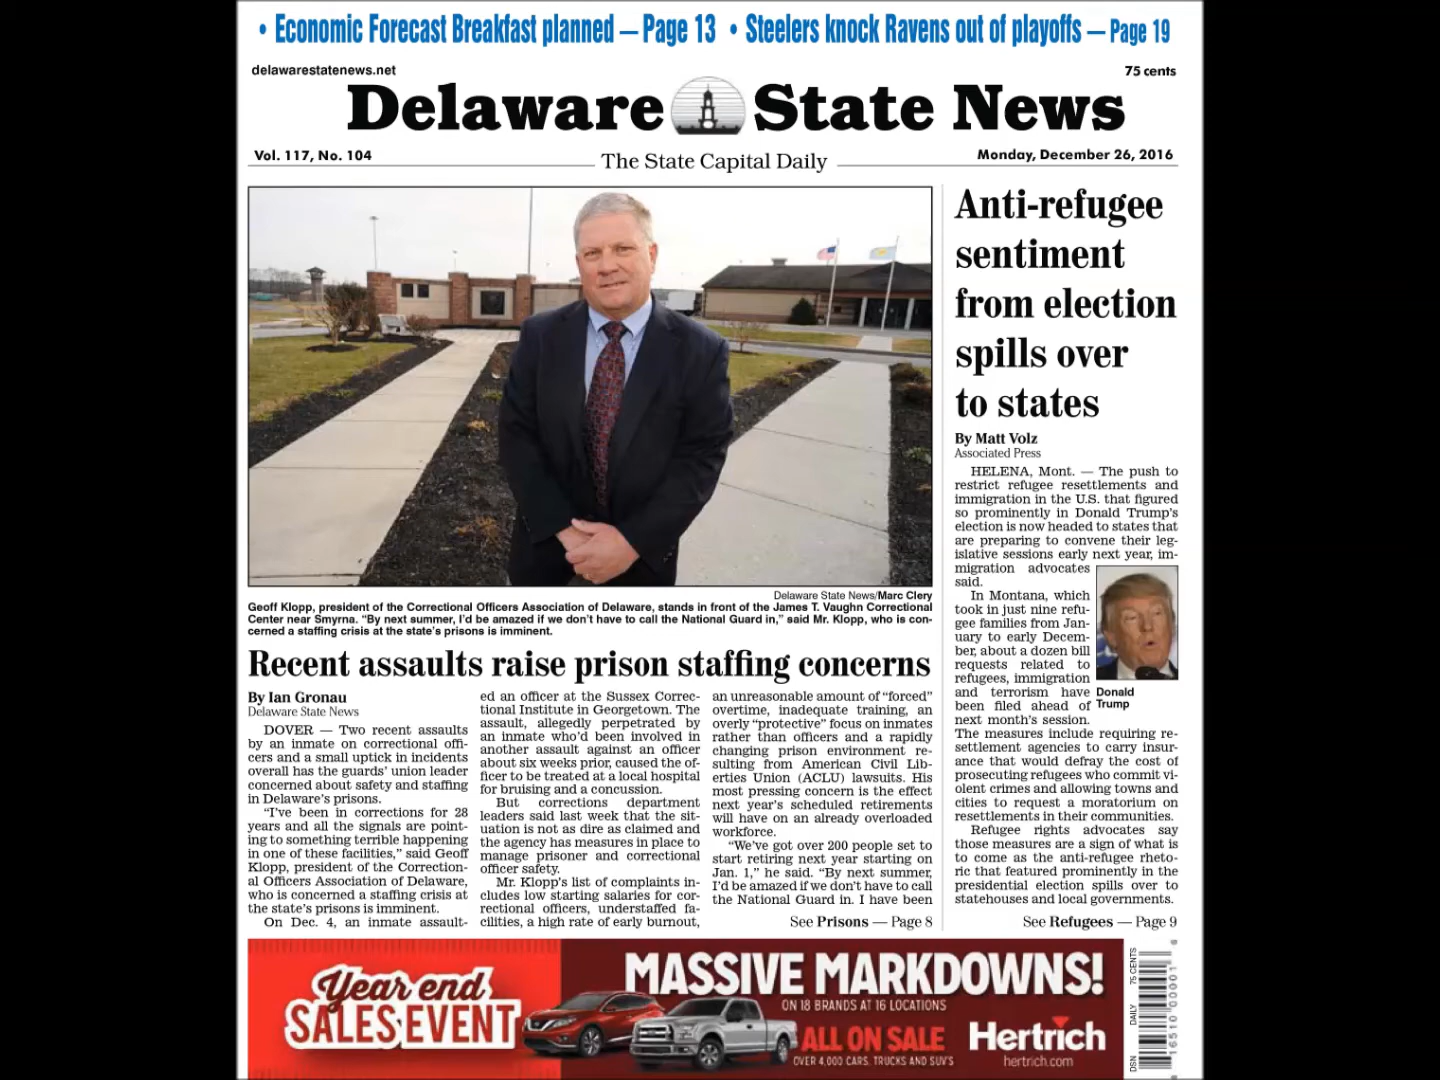 • Economic Forecast Breakfast planned — Page 13 • Steelers knock Ravens out of playoffs — Page 19
delawarestatenews.net
75 cents
Delaware State News
Vol. 117, No. 104
The State Capital Daily
Monday, December 26, 2016
Delaware State News/Marc Clery
Geoff Klopp, president of the Correctional Officers Association of Delaware, stands in front of the James T. Vaughn Correctional
Center near Smyrna. “By next summer, I’d be amazed if we don’t have to call the National Guard in,” said Mr. Klopp, who is con-
cerned a staffing crisis at the state’s prisons is imminent.
Recent assaults raise prison staffing concerns
By Ian Gronau
Delaware State News
DOVER — Two recent assaults
by an inmate on correctional offi-
cers and a small uptick in incidents
overall has the guards’ union leader
concerned about safety and staffing
in Delaware’s prisons.
“I’ve been in corrections for 28
years and all the signals are point-
ing to something terrible happening
in one of these facilities,” said Geoff
Klopp, president of the Correction-
al Officers Association of Delaware,
who is concerned a staffing crisis at
the state’s prisons is imminent.
On Dec. 4, an inmate assault-
ed an officer at the Sussex Correc-
tional Institute in Georgetown. The
assault, allegedly perpetrated by
an inmate who’d been involved in
another assault against an officer
about six weeks prior, caused the of-
ficer to be treated at a local hospital
for bruising and a concussion.
But corrections department
leaders said last week that the sit-
uation is not as dire as claimed and
the agency has measures in place to
manage prisoner and correctional
officer safety.
Mr. Klopp’s list of complaints in-
cludes low starting salaries for cor-
rectional officers, understaffed fa-
cilities, a high rate of early burnout,
an unreasonable amount of “forced”
overtime, inadequate training, an
overly “protective” focus on inmates
rather than officers and a rapidly
changing prison environment re-
sulting from American Civil Lib-
erties Union (ACLU) lawsuits. His
most pressing concern is the effect
next year’s scheduled retirements
will have on an already overloaded
workforce.
“We’ve got over 200 people set to
start retiring next year starting on
Jan. 1,” he said. “By next summer,
I’d be amazed if we don’t have to call
the National Guard in. I have been
See Prisons — Page 8
Anti-refugee
sentiment
from election
spills over
to states
By Matt Volz
Associated Press
HELENA, Mont. — The push to
restrict refugee resettlements and
immigration in the U.S. that figured
so prominently in Donald Trump’s
election is now headed to states that
are preparing to convene their leg-
islative sessions early next year, im-
migration advocates
said.
In Montana, which
took in just nine refu-
gee families from Jan-
uary to early Decem-
ber, about a dozen bill
requests related to
refugees, immigration
and terrorism have
been filed ahead of
next month’s session.
Donald
Trump
The measures include requiring re-
settlement agencies to carry insur-
ance that would defray the cost of
prosecuting refugees who commit vi-
olent crimes and allowing towns and
cities to request a moratorium on
resettlements in their communities.
Refugee rights advocates say
those measures are a sign of what is
to come as the anti-refugee rheto-
ric that featured prominently in the
presidential election spills over to
statehouses and local governments.
See Refugees — Page 9
Year end
SALES EVENT
MASSIVE MARKDOWNS!
ON 18 BRANDS AT 16 LOCATIONS
ALL ON SALE
OVER 4,000 CARS, TRUCKS AND SUV'S
Hertrich
hertrich.com
DSN DAILY 75 CENTS
16510 00001 6